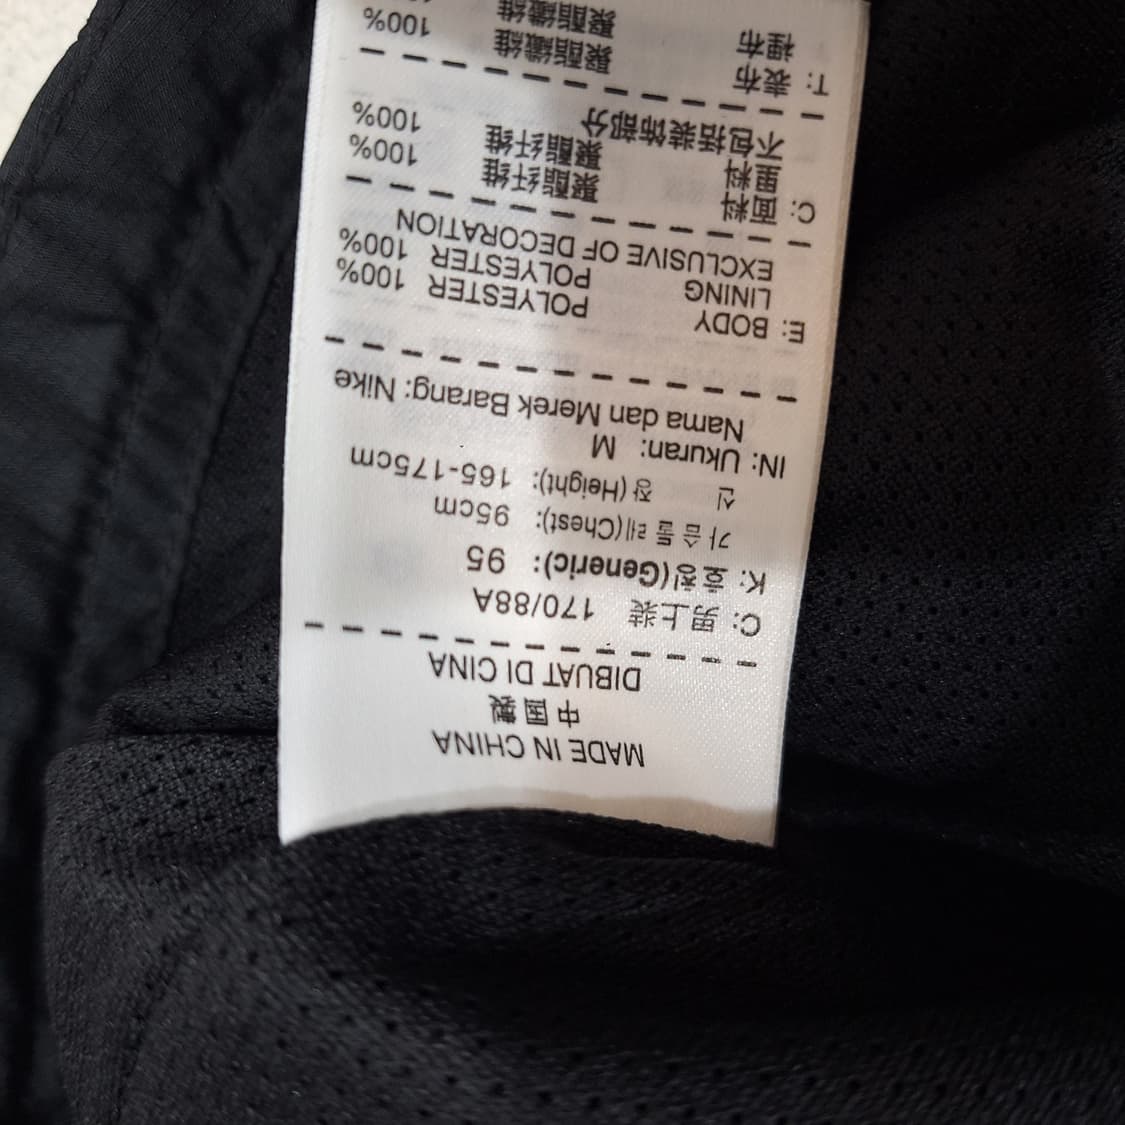 MADE IN CHINA
中国製
DIBUAT DI CINA
C: 男上装 170/88A
K: 호칭(Generic): 95
가슴둘레(Chest): 95cm
신 장(Height): 165-175cm
IN: Ukuran: M
Nama dan Merek Barang: Nike
E: BODY POLYESTER 100%
LINING POLYESTER 100%
EXCLUSIVE OF DECORATION
C: 面料 聚酯纤维 100%
里料 聚酯纤维 100%
不包括装饰部分
T: 表布 聚酯纖維 100%
裡布 聚酯纖維